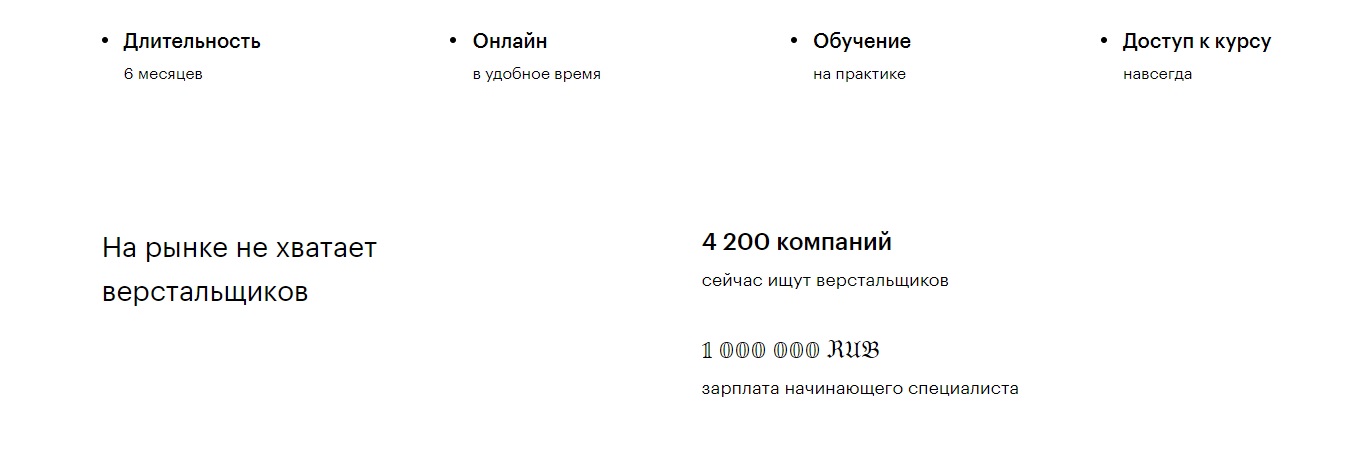 • Длительность
6 месяцев
• Онлайн
в удобное время
• Обучение
на практике
• Доступ к курсу
навсегда
На рынке не хватает
верстальщиков
4 200 компаний
сейчас ищут верстальщиков
𝟙 𝟘𝟘𝟘 𝟘𝟘𝟘 ℜ𝔘𝔅
зарплата начинающего специалиста